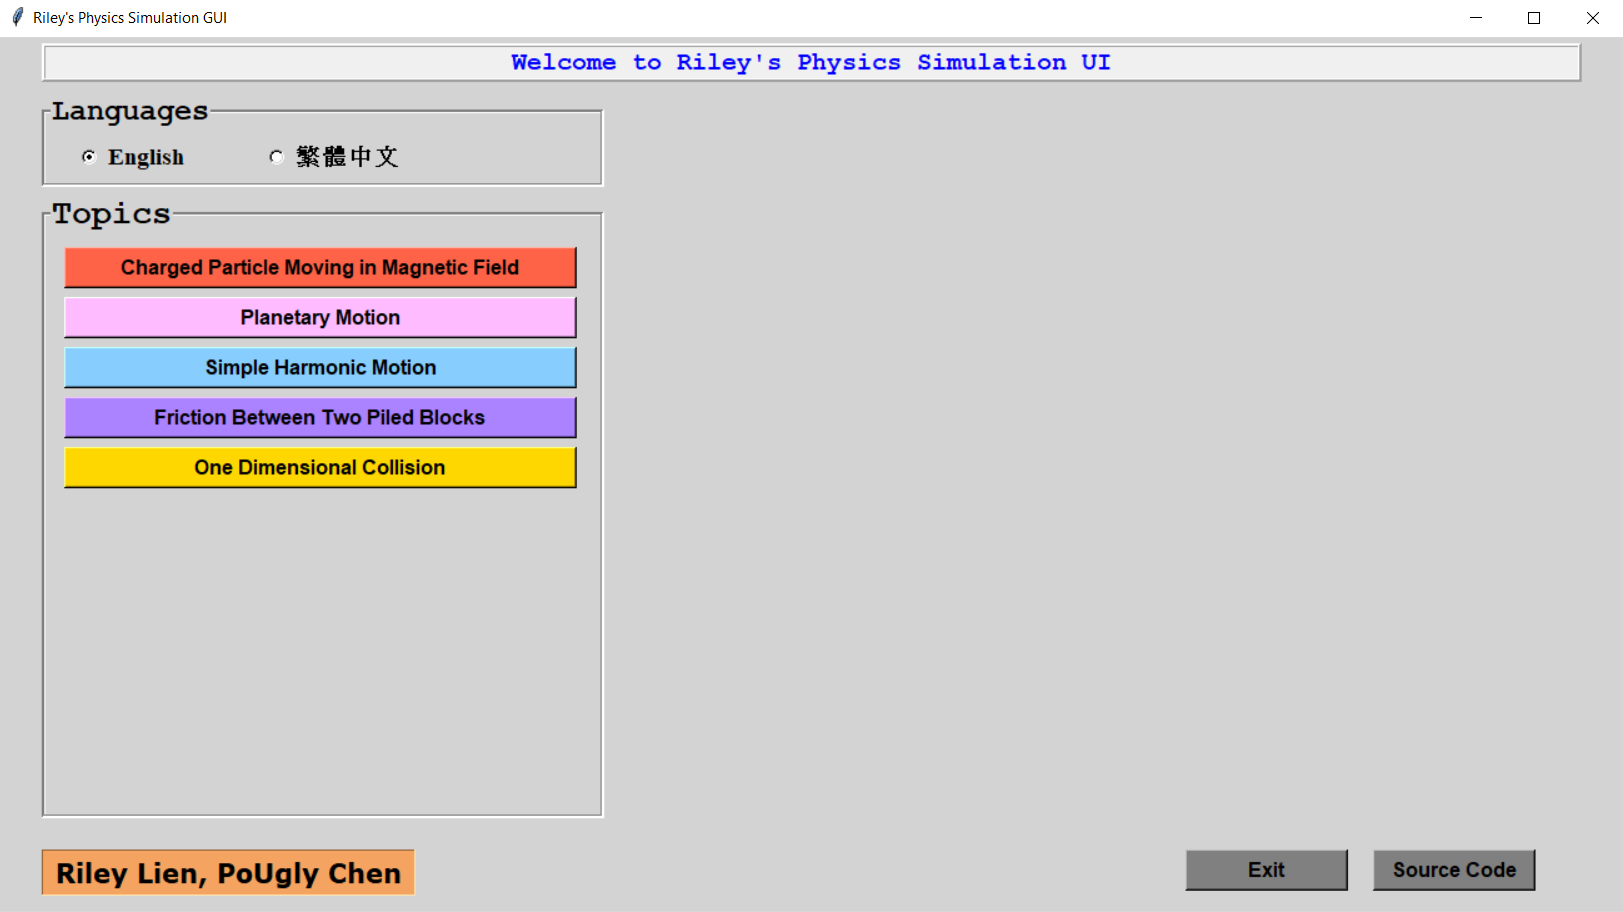 Riley's Physics Simulation GUI
Welcome to Riley's Physics Simulation UI
Languages
English 繁體中文
Topics
Charged Particle Moving in Magnetic Field
Planetary Motion
Simple Harmonic Motion
Friction Between Two Piled Blocks
One Dimensional Collision
Riley Lien, PoUgly Chen
Exit
Source Code